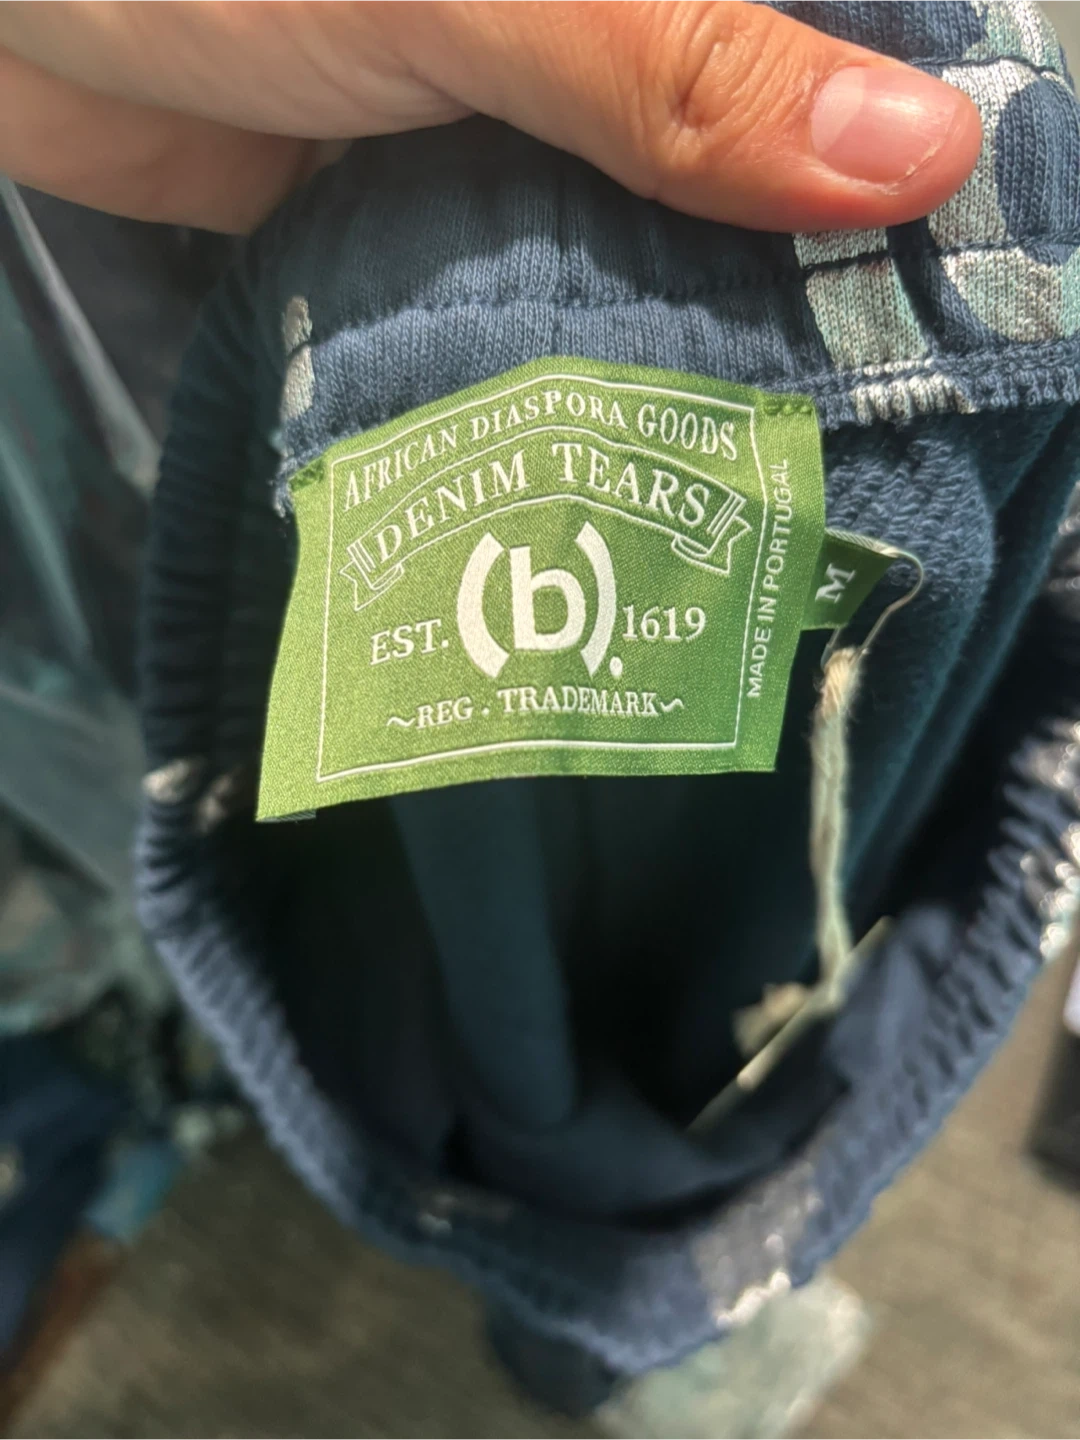 AFRICAN DIASPORA GOODS
DENIM TEARS
EST. (b). 1619
~REG . TRADEMARK~
MADE IN PORTUGAL
M